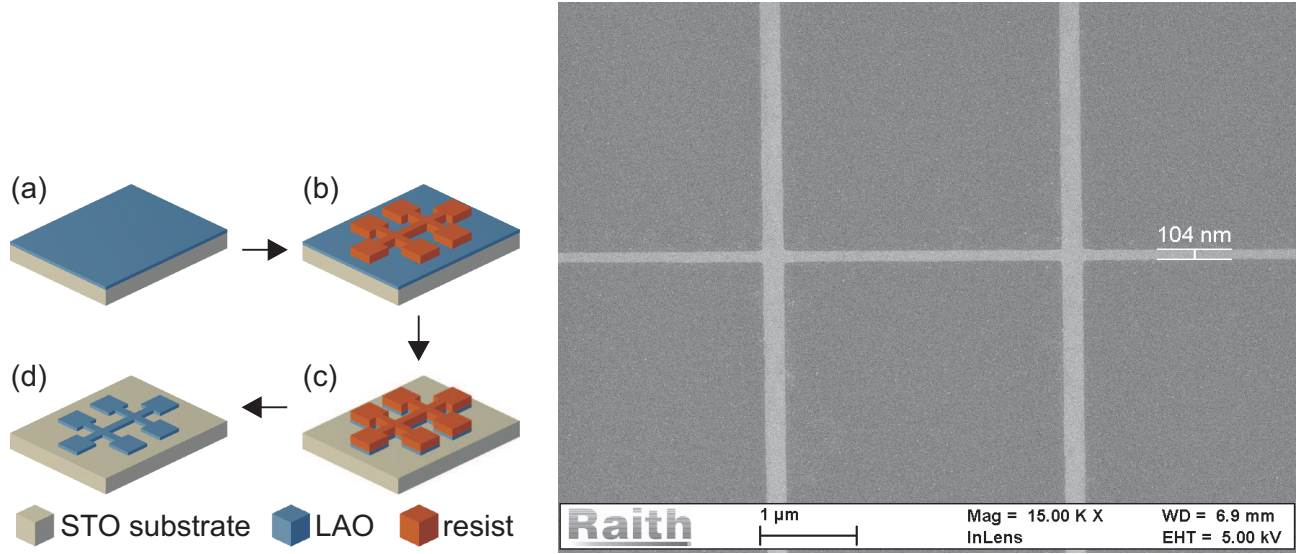 (a)
(b)
(d)
(c)
STO substrate
LAO
resist
104 nm
Raith
1 µm
Mag = 15.00 K X
WD = 6.9 mm
InLens
EHT = 5.00 kV